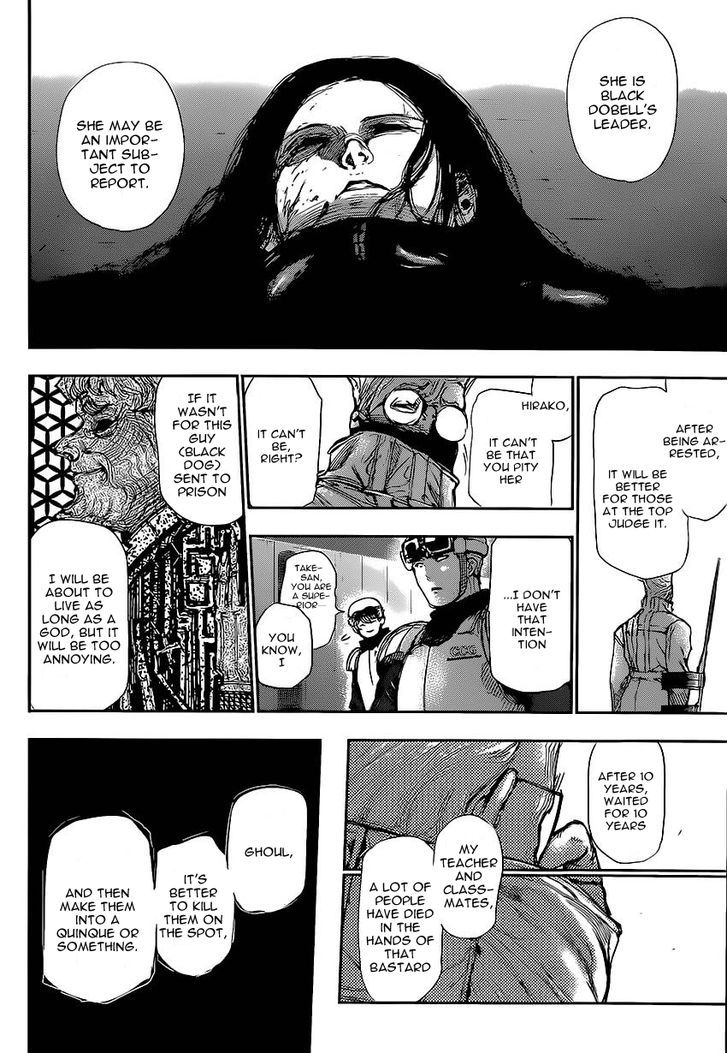 SHE IS
BLACK
DOBELL'S
LEADER.
SHE MAY BE
AN IMPOR-
TANT SUB-
JECT TO
REPORT.
AFTER
BEING AR-
RESTED,
IT WILL BE
BETTER
FOR THOSE
AT THE TOP
JUDGE IT.
HIRAKO,
IT CAN'T
BE THAT
YOU PITY
HER
IT CAN'T
BE,
RIGHT?
...I DON'T
HAVE
THAT
INTEN-
TION
CCG
TAKE-
SAN,
YOU ARE
A SUPE-
RIOR—
YOU
KNOW, I
IF IT
WASN'T
FOR THIS
GUY
(BLACK
DOG)
SENT TO
PRISON
I WILL BE
ABOUT TO
LIVE AS
LONG AS A
GOD, BUT IT
WILL BE TOO
ANNOYING.
AFTER 10
YEARS,
WAITED
FOR 10
YEARS
MY
TEACHER
AND
CLASS-
MATES,
A LOT OF
PEOPLE
HAVE DIED
IN THE
HANDS OF
THAT
BASTARD
GHOUL,
IT'S
BETTER
TO KILL
THEM ON
THE SPOT,
AND THEN
MAKE THEM
INTO A
QUINQUE OR
SOMETHING.